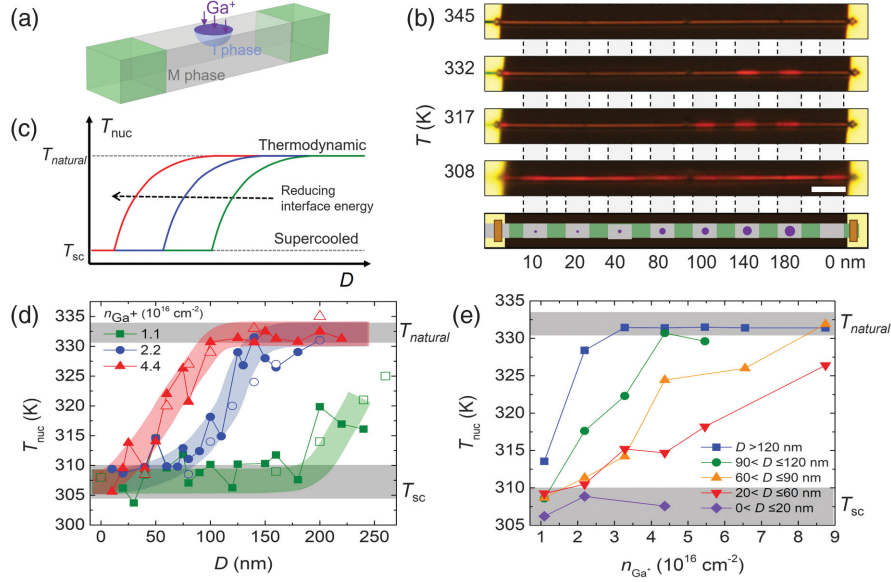 (a)
Ga⁺
I phase
M phase
(b)
T (K)
345
332
317
308
10 20 40 80 100 140 180 0 nm
(c)
T_nuc
T_natural
Thermodynamic
Reducing
interface energy
T_sc
Supercooled
D
(d)
n_Ga⁺ (10¹⁶ cm⁻²)
1.1
2.2
4.4
T_natural
T_sc
T_nuc (K)
335
330
325
320
315
310
305
300
0 50 100 150 200 250
D (nm)
(e)
T_natural
T_sc
T_nuc (K)
335
330
325
320
315
310
305
D >120 nm
90< D ≤120 nm
60< D ≤90 nm
20< D ≤60 nm
0< D ≤20 nm
1 2 3 4 5 6 7 8 9
n_Ga⁺ (10¹⁶ cm⁻²)